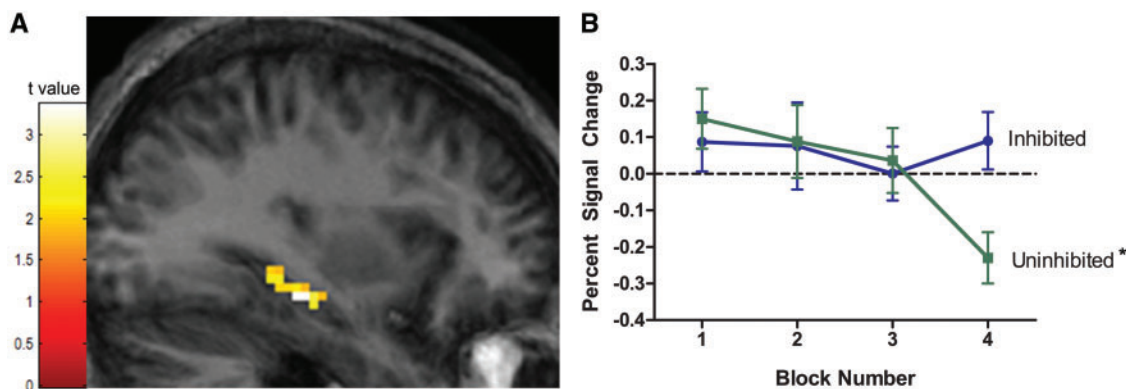 A
t value
3
2.5
2
1.5
1
0.5
0
B
Percent Signal Change
0.3
0.2
0.1
0.0
-0.1
-0.2
-0.3
-0.4
Inhibited
Uninhibited*
1 2 3 4
Block Number